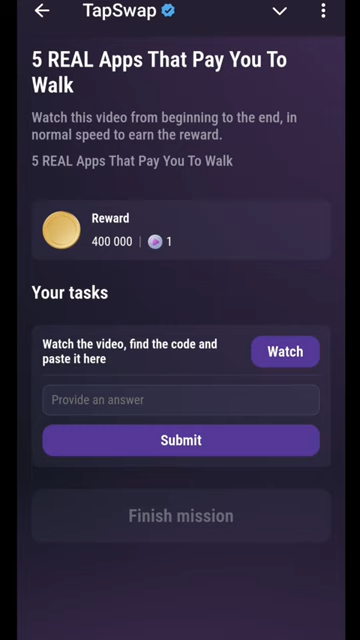 TapSwap
5 REAL Apps That Pay You To
Walk
Watch this video from beginning to the end, in
normal speed to earn the reward.
5 REAL Apps That Pay You To Walk
Reward
400 000 | 1
Your tasks
Watch the video, find the code and
paste it here
Watch
Provide an answer
Submit
Finish mission